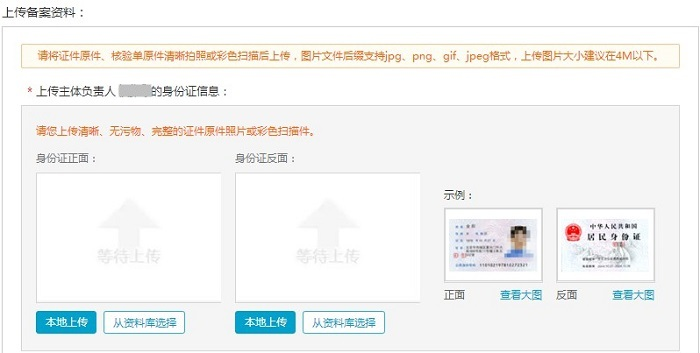 上传备案资料：
请将证件原件、核验单原件清晰拍照或彩色扫描后上传，图片文件后缀支持jpg、png、gif、jpeg格式，上传图片大小建议在4M以下。
* 上传主体负责人 的身份证信息：
请您上传清晰、无污物、完整的证件原件照片或彩色扫描件。
身份证正面： 身份证反面：
示例：
等待上传 等待上传
中华人民共和国
居民身份证
正面 查看大图 反面 查看大图
本地上传 从资料库选择 本地上传 从资料库选择